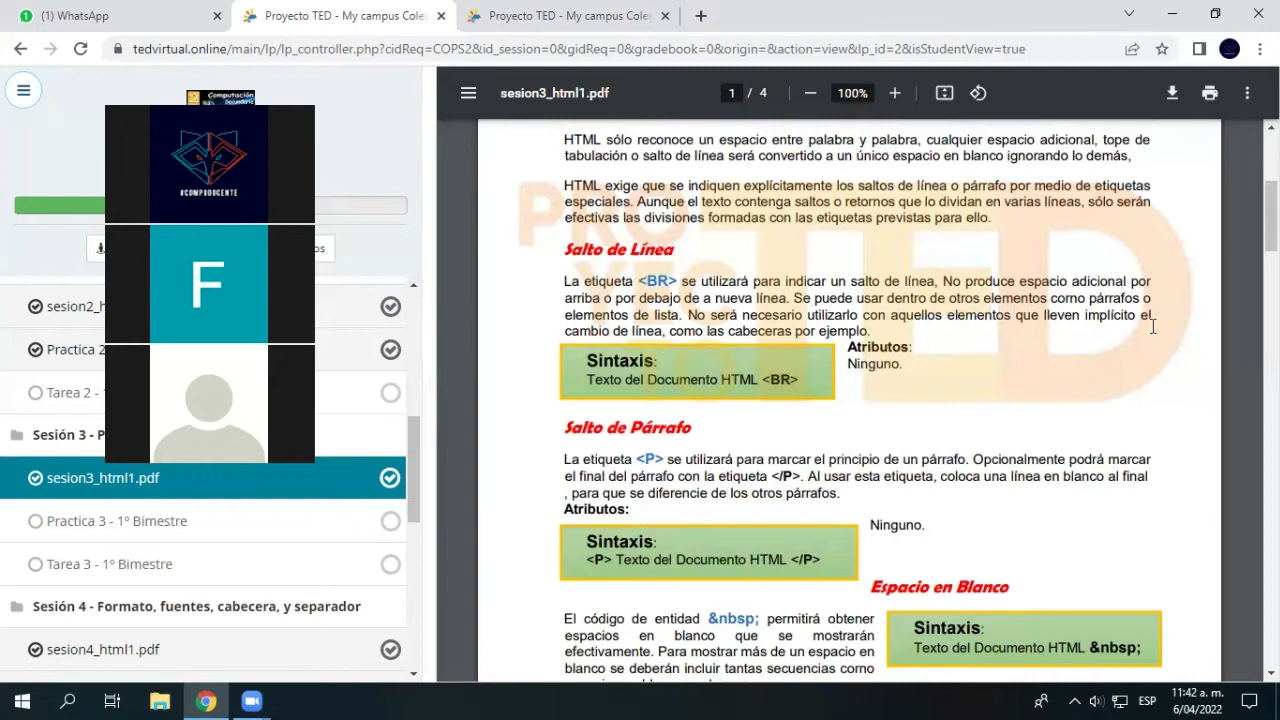 (1) WhatsApp
Proyecto TED - My campus Cole
Proyecto TED - My campus Coleg
tedvirtual.online/main/lp/lp_controller.php?cidReq=COPS2&id_session=0&gidReq=0&gradebook=0&origin=&action=view&lp_id=2&isStudentView=true
Computación
Secundaria
#COMPUDOCENTE
os
F
sesion2_h
Practica 2
Tarea 2 -
Sesión 3 - P
sesion3_html1.pdf
Practica 3 - 1º Bimestre
Tarea 3 - 1º Bimestre
Sesión 4 - Formato, fuentes, cabecera, y separador
sesion4_html1.pdf
sesion3_html1.pdf
1 / 4
100%
HTML sólo reconoce un espacio entre palabra y palabra, cualquier espacio adicional, tope de
tabulación o salto de línea será convertido a un único espacio en blanco ignorando lo demás,
HTML exige que se indiquen explícitamente los saltos de línea o párrafo por medio de etiquetas
especiales. Aunque el texto contenga saltos o retornos que lo dividan en varias líneas, sólo serán
efectivas las divisiones formadas con las etiquetas previstas para ello.
PRO
YEC
TO
TED
Salto de Línea
La etiqueta <BR> se utilizará para indicar un salto de línea, No produce espacio adicional por
arriba o por debajo de a nueva línea. Se puede usar dentro de otros elementos corno párrafos o
elementos de lista. No será necesario utilizarlo con aquellos elementos que lleven implícito el
cambio de línea, como las cabeceras por ejemplo.
Sintaxis:
Texto del Documento HTML <BR>
Atributos:
Ninguno.
Salto de Párrafo
La etiqueta <P> se utilizará para marcar el principio de un párrafo. Opcionalmente podrá marcar
el final del párrafo con la etiqueta </P>. Al usar esta etiqueta, coloca una línea en blanco al final
, para que se diferencie de los otros párrafos.
Atributos:
Sintaxis:
<P> Texto del Documento HTML </P>
Ninguno.
Espacio en Blanco
El código de entidad &nbsp; permitirá obtener
espacios en blanco que se mostrarán
efectivamente. Para mostrar más de un espacio en
blanco se deberán incluir tantas secuencias corno
Sintaxis:
Texto del Documento HTML &nbsp;
ESP
11:42 a. m.
6/04/2022